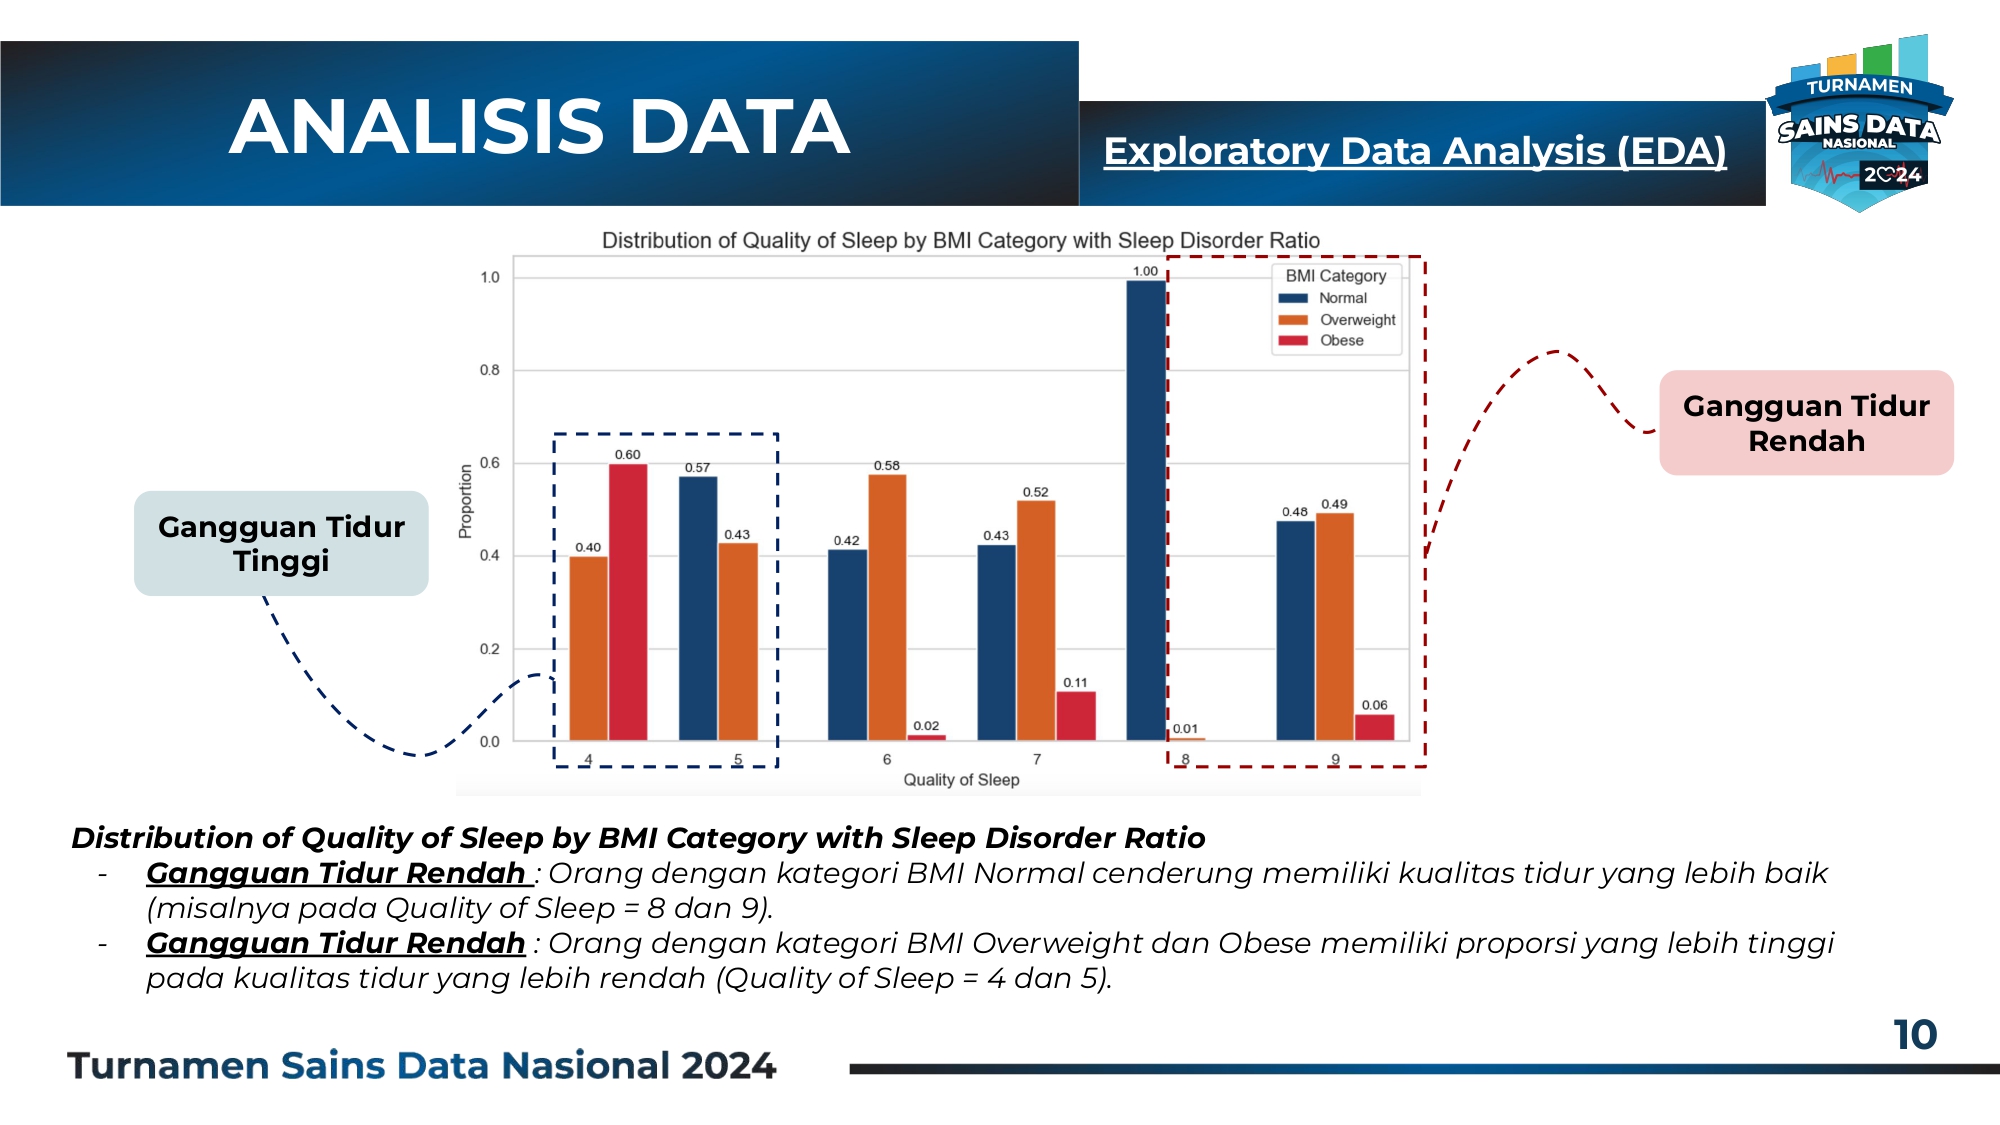 ANALISIS DATA
Exploratory Data Analysis (EDA)
TURNAMEN
SAINS DATA
NASIONAL
2024
Distribution of Quality of Sleep by BMI Category with Sleep Disorder Ratio
BMI Category
Normal
Overweight
Obese
Proportion
1.0
0.8
0.6
0.4
0.2
0.0
0.40
0.60
0.57
0.43
0.42
0.58
0.02
0.43
0.52
0.11
1.00
0.01
0.48
0.49
0.06
4
5
6
7
8
9
Quality of Sleep
Gangguan Tidur
Tinggi
Gangguan Tidur
Rendah
Distribution of Quality of Sleep by BMI Category with Sleep Disorder Ratio
- Gangguan Tidur Rendah : Orang dengan kategori BMI Normal cenderung memiliki kualitas tidur yang lebih baik
(misalnya pada Quality of Sleep = 8 dan 9).
- Gangguan Tidur Rendah : Orang dengan kategori BMI Overweight dan Obese memiliki proporsi yang lebih tinggi
pada kualitas tidur yang lebih rendah (Quality of Sleep = 4 dan 5).
10
Turnamen Sains Data Nasional 2024